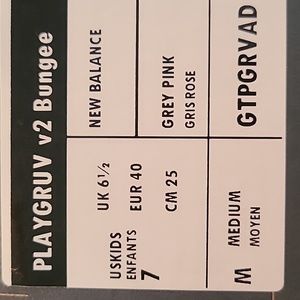 PLAYGRUV v2 Bungee
NEW BALANCE
GREY PINK
GRIS ROSE
GTPGRVAD
USKIDS
ENFANTS
7
UK 6½
EUR 40
CM 25
M
MEDIUM
MOYEN